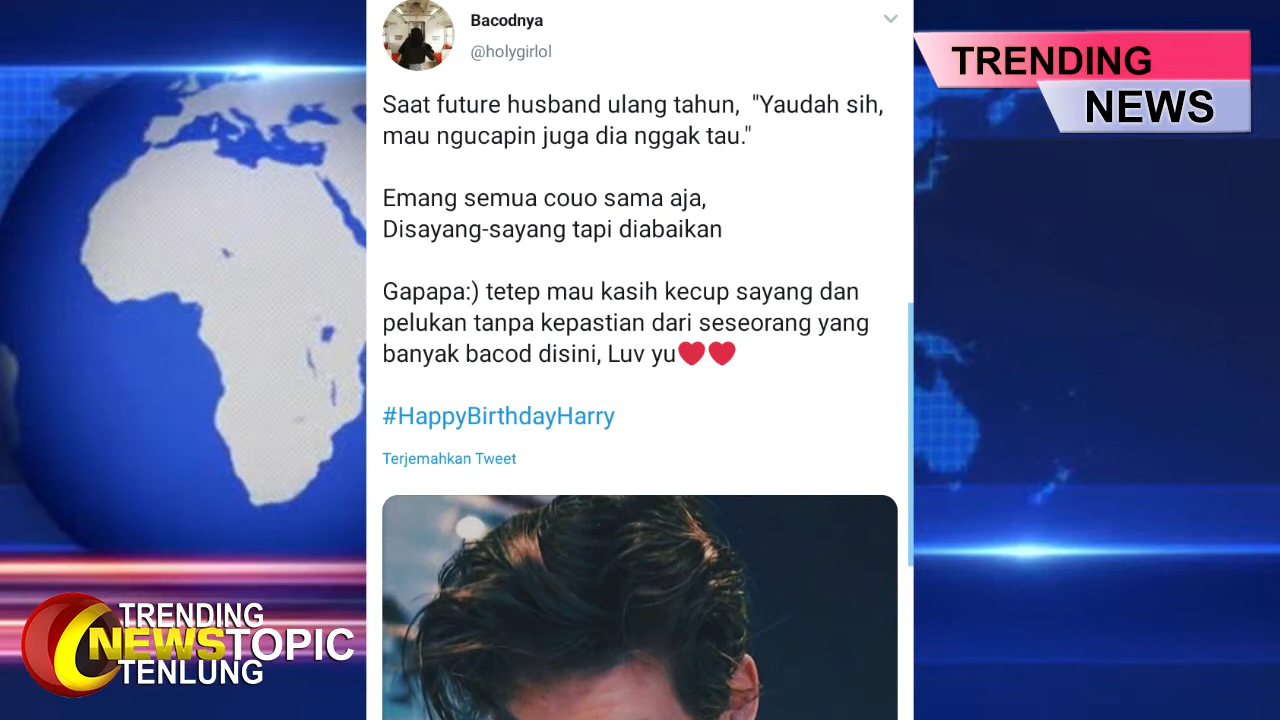 Bacodnya
@holygirlol
Saat future husband ulang tahun,  "Yaudah sih,
mau ngucapin juga dia nggak tau."
Emang semua couo sama aja,
Disayang-sayang tapi diabaikan
Gapapa:) tetep mau kasih kecup sayang dan
pelukan tanpa kepastian dari seseorang yang
banyak bacod disini, Luv yu❤️❤️
#HappyBirthdayHarry
Terjemahkan Tweet
TRENDING
NEWS
TRENDING
NEWSTOPIC
TENLUNG